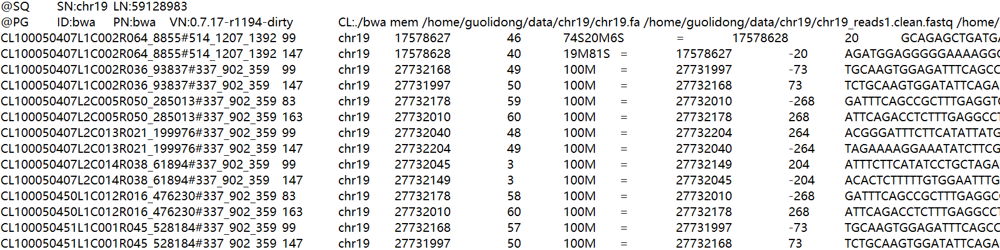 @SQ	SN:chr19	LN:59128983
@PG	ID:bwa	PN:bwa	VN:0.7.17-r1194-dirty	CL:./bwa mem /home/guolidong/data/chr19/chr19.fa /home/guolidong/data/chr19/chr19_reads1.clean.fastq /home/
CL100050407L1C002R064_8855#514_1207_1392	99	chr19	17578627	46	74S20M6S	=	17578628	20	GCAGAGCTGATGA
CL100050407L1C002R064_8855#514_1207_1392	147	chr19	17578628	40	19M81S	=	17578627	-20	AGATGGAGGGGGAAAAGGC
CL100050407L1C002R036_93837#337_902_359	99	chr19	27732168	49	100M	=	27731997	-73	TGCAAGTGGAGATTTCAGCC
CL100050407L1C002R036_93837#337_902_359	147	chr19	27731997	50	100M	=	27732168	73	TCTGCAAGTGGATATTCAGA
CL100050407L2C005R050_285013#337_902_359	83	chr19	27732178	59	100M	=	27732010	-268	GATTTCAGCCGCTTTGAGGTC
CL100050407L2C005R050_285013#337_902_359	163	chr19	27732010	60	100M	=	27732178	268	ATTCAGACCTCTTTGAGGCCT
CL100050407L2C013R021_199976#337_902_359	99	chr19	27732040	48	100M	=	27732204	264	ACGGGATTTCTTCATATTATG
CL100050407L2C013R021_199976#337_902_359	147	chr19	27732204	49	100M	=	27732040	-264	TAGAAAAGGAAATATCTTCG
CL100050407L2C014R038_61894#337_902_359	99	chr19	27732045	3	100M	=	27732149	204	ATTTCTTCATATCCTGCTAGA
CL100050407L2C014R038_61894#337_902_359	147	chr19	27732149	3	100M	=	27732045	-204	ACACTCTTTTTGTGGAATTTG
CL100050450L1C012R016_476230#337_902_359	83	chr19	27732178	58	100M	=	27732010	-268	GATTTCAGCCGCTTTGAGGC
CL100050450L1C012R016_476230#337_902_359	163	chr19	27732010	60	100M	=	27732178	268	ATTCAGACCTCTTTGAGGCCT
CL100050451L1C001R045_528184#337_902_359	99	chr19	27732168	57	100M	=	27731997	-73	TGCAAGTGGAGATTTCAGCC
CL100050451L1C001R045_528184#337_902_359	147	chr19	27731997	50	100M	=	27732168	73	TCTGCAAGTGGATATTCAGA